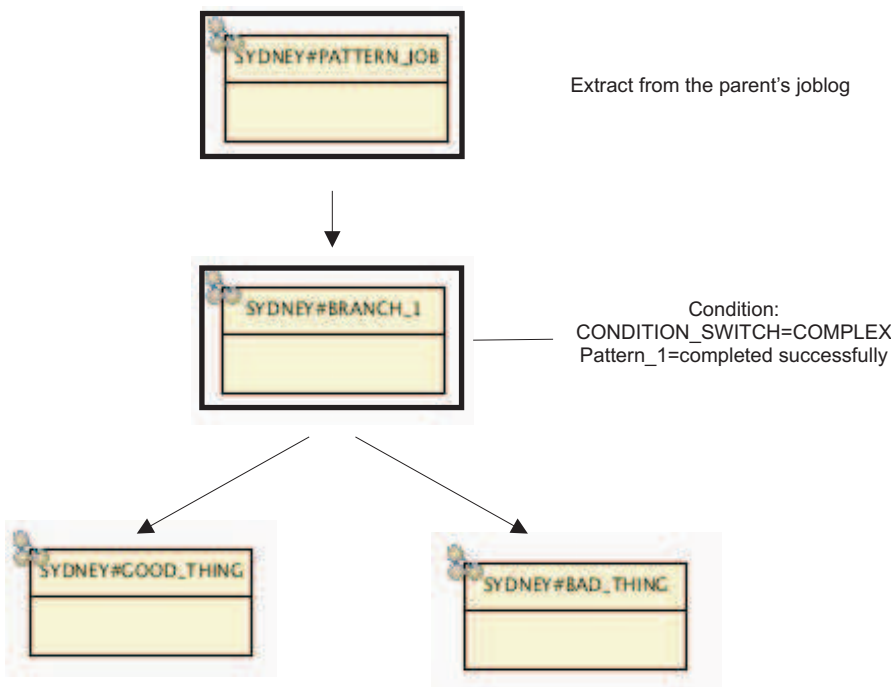 SYDNEY#PATTERN_JOB
Extract from the parent's joblog
SYDNEY#BRANCH_1
Condition:
CONDITION_SWITCH=COMPLEX
Pattern_1=completed successfully
SYDNEY#GOOD_THING
SYDNEY#BAD_THING